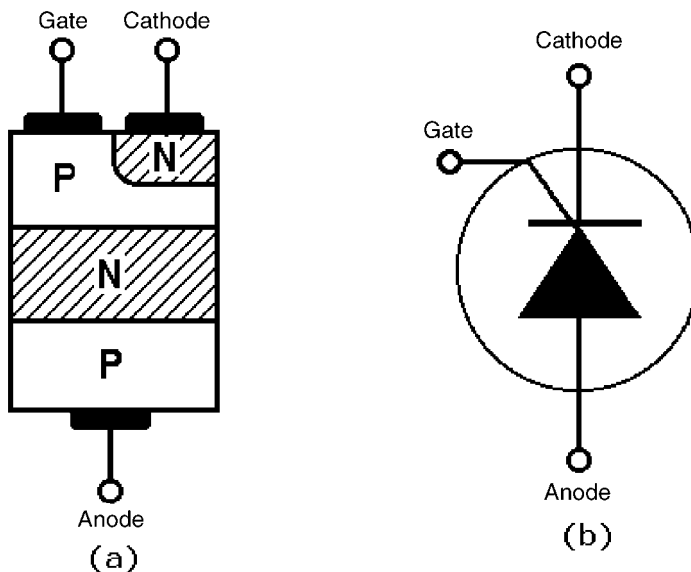 Gate Cathode
P N
N
P
Anode
(a)
Cathode
Gate
Anode
(b)